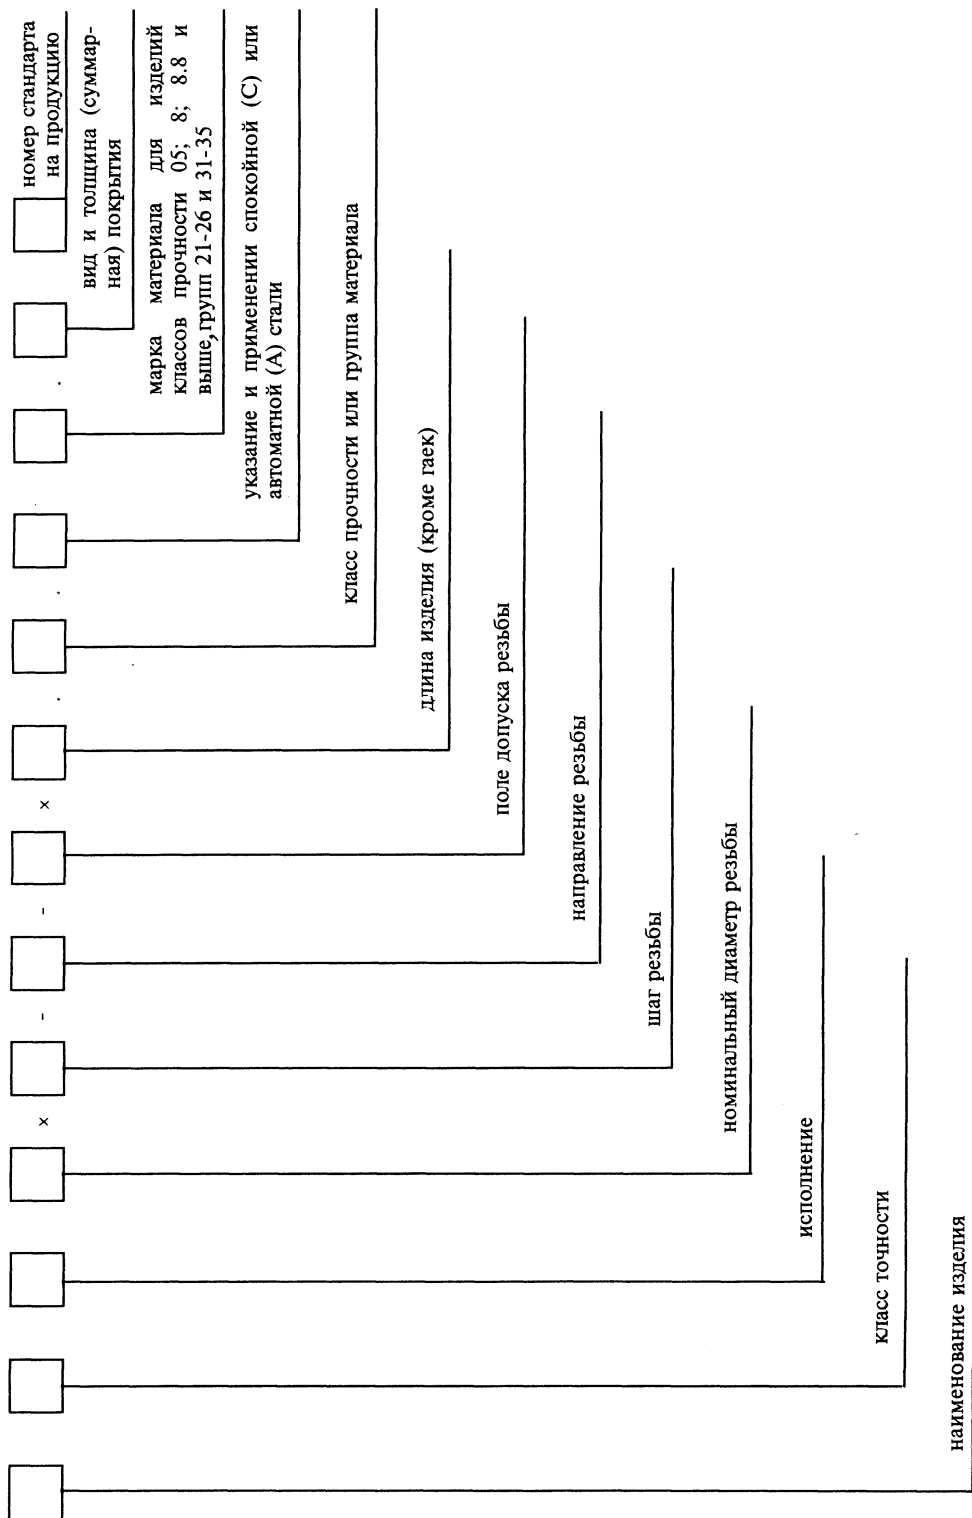 × - - × . . .
номер стандарта
на продукцию
вид и толщина (суммар-
ная) покрытия
марка материала для изделий
классов прочности 05; 8; 8.8 и
выше,групп 21-26 и 31-35
указание и применении спокойной (С) или
автоматной (А) стали
класс прочности или группа материала
длина изделия (кроме гаек)
поле допуска резьбы
направление резьбы
шаг резьбы
номинальный диаметр резьбы
исполнение
класс точности
наименование изделия